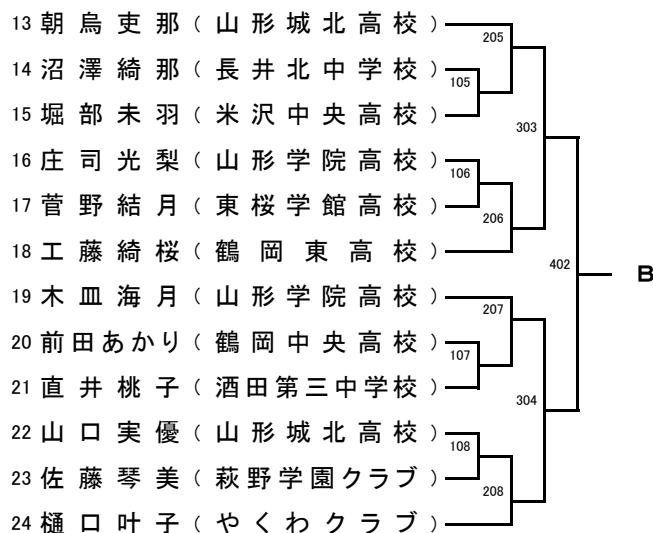 13 朝烏吏那（山形城北高校）
205
14 沼澤綺那（長井北中学校）
105
15 堀部未羽（米沢中央高校）
303
16 庄司光梨（山形学院高校）
106
17 菅野結月（東桜学館高校）
206
18 工藤綺桜（鶴岡東高校）
402
B
19 木皿海月（山形学院高校）
207
20 前田あかり（鶴岡中央高校）
107
21 直井桃子（酒田第三中学校）
304
22 山口実優（山形城北高校）
108
23 佐藤琴美（萩野学園クラブ）
208
24 樋口叶子（やくわクラブ）